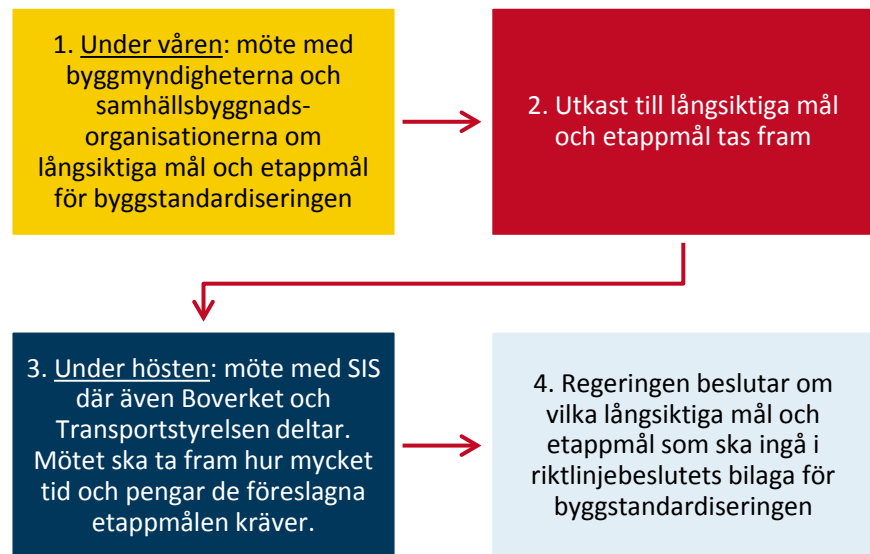 1. Under våren: möte med
byggmyndigheterna och
samhällsbyggnads-
organisationerna om
långsiktiga mål och etappmål
för byggstandardiseringen
2. Utkast till långsiktiga mål
och etappmål tas fram
3. Under hösten: möte med SIS
där även Boverket och
Transportstyrelsen deltar.
Mötet ska ta fram hur mycket
tid och pengar de föreslagna
etappmålen kräver.
4. Regeringen beslutar om
vilka långsiktiga mål och
etappmål som ska ingå i
riktlinjebeslutets bilaga för
byggstandardiseringen